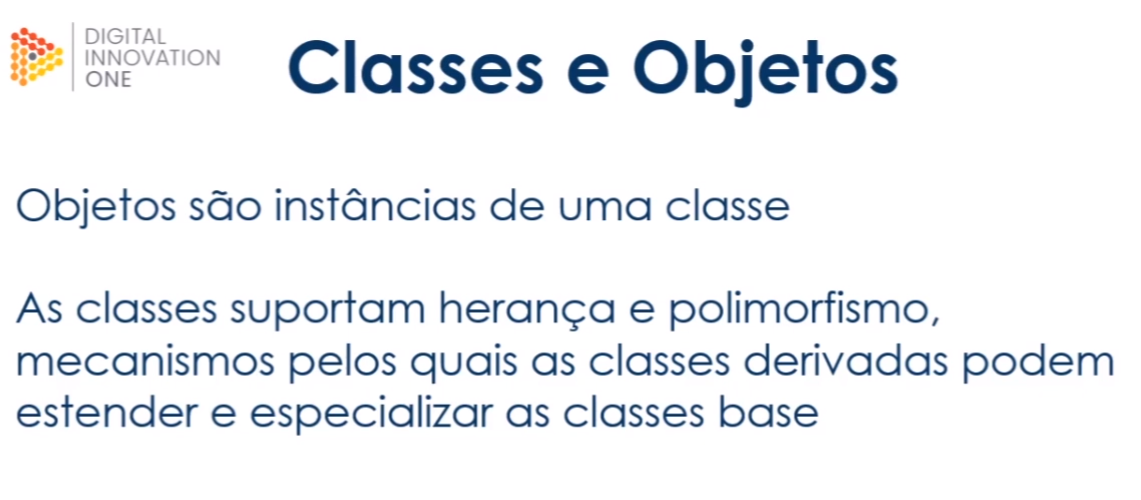 DIGITAL
INNOVATION
ONE
Classes e Objetos
Objetos são instâncias de uma classe
As classes suportam herança e polimorfismo,
mecanismos pelos quais as classes derivadas podem
estender e especializar as classes base